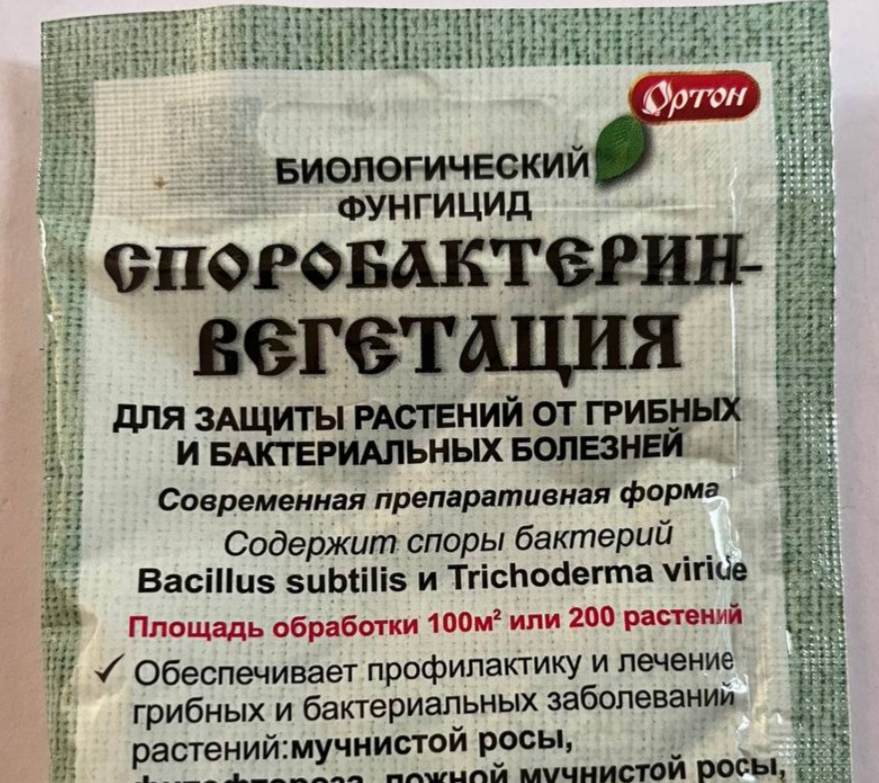 Ортон
БИОЛОГИЧЕСКИЙ
ФУНГИЦИД
СПОРОБАКТЕРИН-
ВЕГЕТАЦИЯ
ДЛЯ ЗАЩИТЫ РАСТЕНИЙ ОТ ГРИБНЫХ
И БАКТЕРИАЛЬНЫХ БОЛЕЗНЕЙ
Современная препаративная форма
Содержит споры бактерий
Bacillus subtilis и Trichoderma viride
Площадь обработки 100м² или 200 растений
✓ Обеспечивает профилактику и лечение
грибных и бактериальных заболеваний
растений:мучнистой росы,
фитофтороза, ложной мучнистой росы,